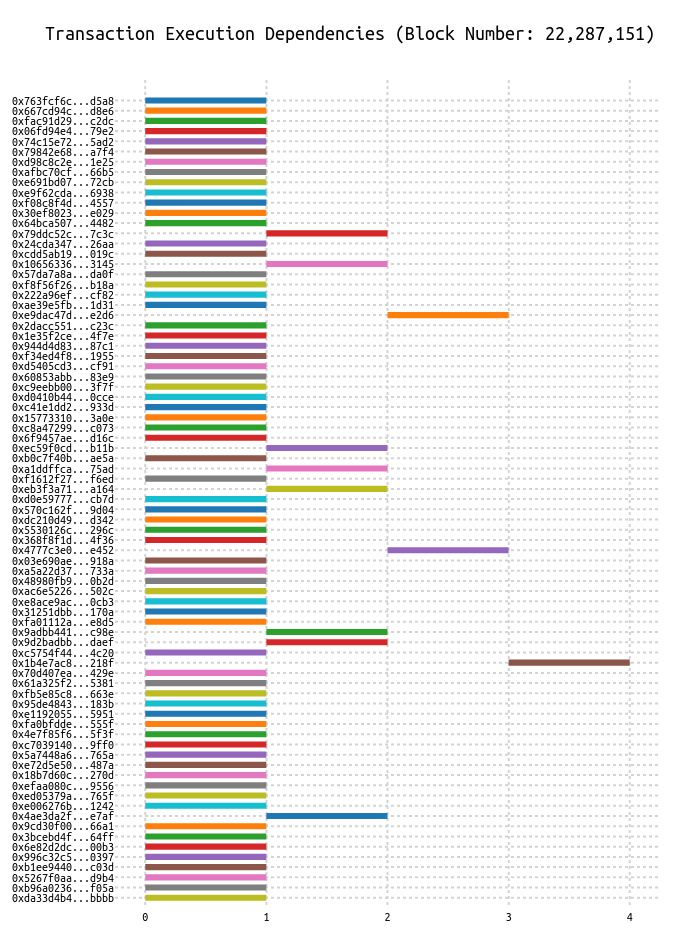 Transaction Execution Dependencies (Block Number: 22,287,151)
0x763fcf6c...d5a8
0x667cd94c...d8e6
0xfac91d29...c2dc
0x06fd94e4...79e2
0x74c15e72...5ad2
0x79842e68...a7f4
0xd98c8c2e...1e25
0xafbc70cf...66b5
0xe691bd07...72cb
0xe9f62cda...6938
0xf08c8f4d...4557
0x30ef8023...e029
0x64bca507...4482
0x79ddc52c...7c3c
0x24cda347...26aa
0xcdd5ab19...019c
0x10656336...3145
0x57da7a8a...da0f
0xf8f56f26...b18a
0x222a96ef...cf82
0xae39e5fb...1d31
0xe9dac47d...e2d6
0x2dacc551...c23c
0x1e35f2ce...4f7e
0x944d4d83...87c1
0xf34ed4f8...1955
0xd5405cd3...cf91
0x60853abb...83e9
0xc9eebb00...3f7f
0xd0410b44...0cce
0xc41e1dd2...933d
0x15773310...3a0e
0xc8a47299...c073
0x6f9457ae...d16c
0xec59f0cd...b11b
0xb0c7f40b...ae5a
0xa1ddffca...75ad
0xf1612f27...f6ed
0xeb3f3a71...a164
0xd0e59777...cb7d
0x570c162f...9d04
0xdc210d49...d342
0x5530126c...296c
0x368f8f1d...4f36
0x4777c3e0...e452
0x03e690ae...918a
0xa5a22d37...733a
0x48980fb9...0b2d
0xac6e5226...502c
0xe8ace9ac...0cb3
0x31251dbb...170a
0xfa01112a...e8d5
0x9adbb441...c98e
0x9d2badbb...daef
0xc5754f44...4c20
0x1b4e7ac8...218f
0x70d407ea...429e
0x61a325f2...5381
0xfb5e85c8...663e
0x95de4843...183b
0xe1192055...5951
0xfa0bfdde...555f
0x4e7f85f6...5f3f
0xc7039140...9ff0
0x5a7448a6...765a
0xe72d5e50...487a
0x18b7d60c...270d
0xefaa080c...9556
0xed05379a...765f
0xe006276b...1242
0x4ae3da2f...e7af
0x9cd30f00...66a1
0x3bcebd4f...64ff
0x6e82d2dc...00b3
0x996c32c5...0397
0xb1ee9440...c03d
0x5267f0aa...d9b4
0xb96a0236...f05a
0xda33d4b4...bbbb
0 1 2 3 4